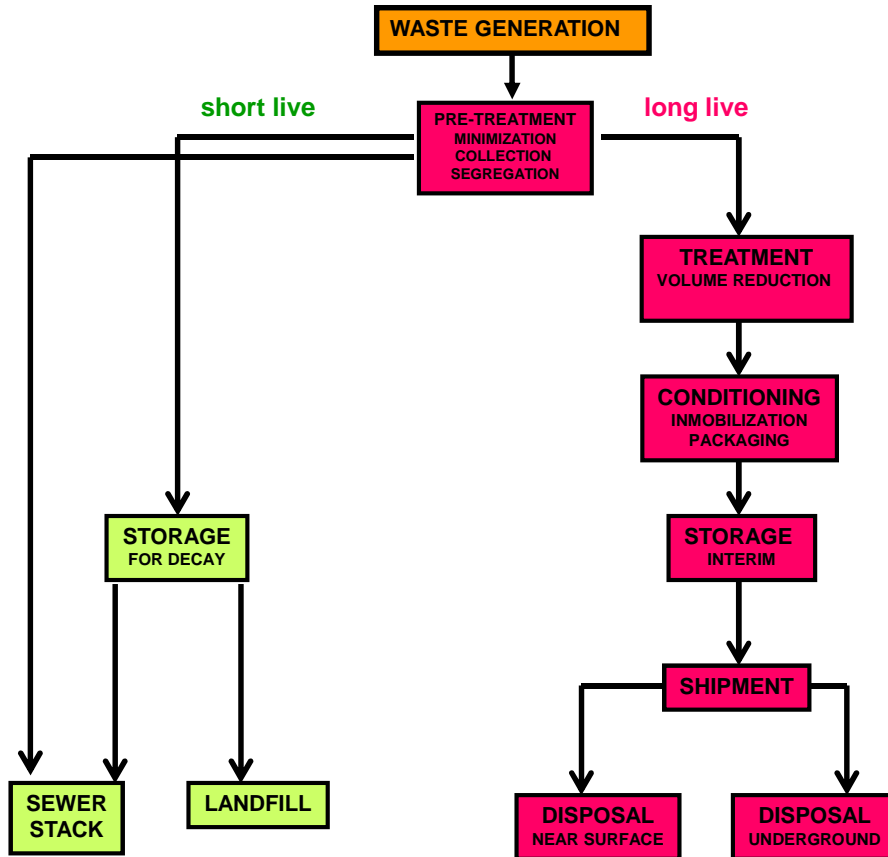 WASTE GENERATION
short live
long live
PRE-TREATMENT
MINIMIZATION
COLLECTION
SEGREGATION
TREATMENT
VOLUME REDUCTION
CONDITIONING
INMOBILIZATION
PACKAGING
STORAGE
FOR DECAY
STORAGE
INTERIM
SHIPMENT
SEWER
STACK
LANDFILL
DISPOSAL
NEAR SURFACE
DISPOSAL
UNDERGROUND